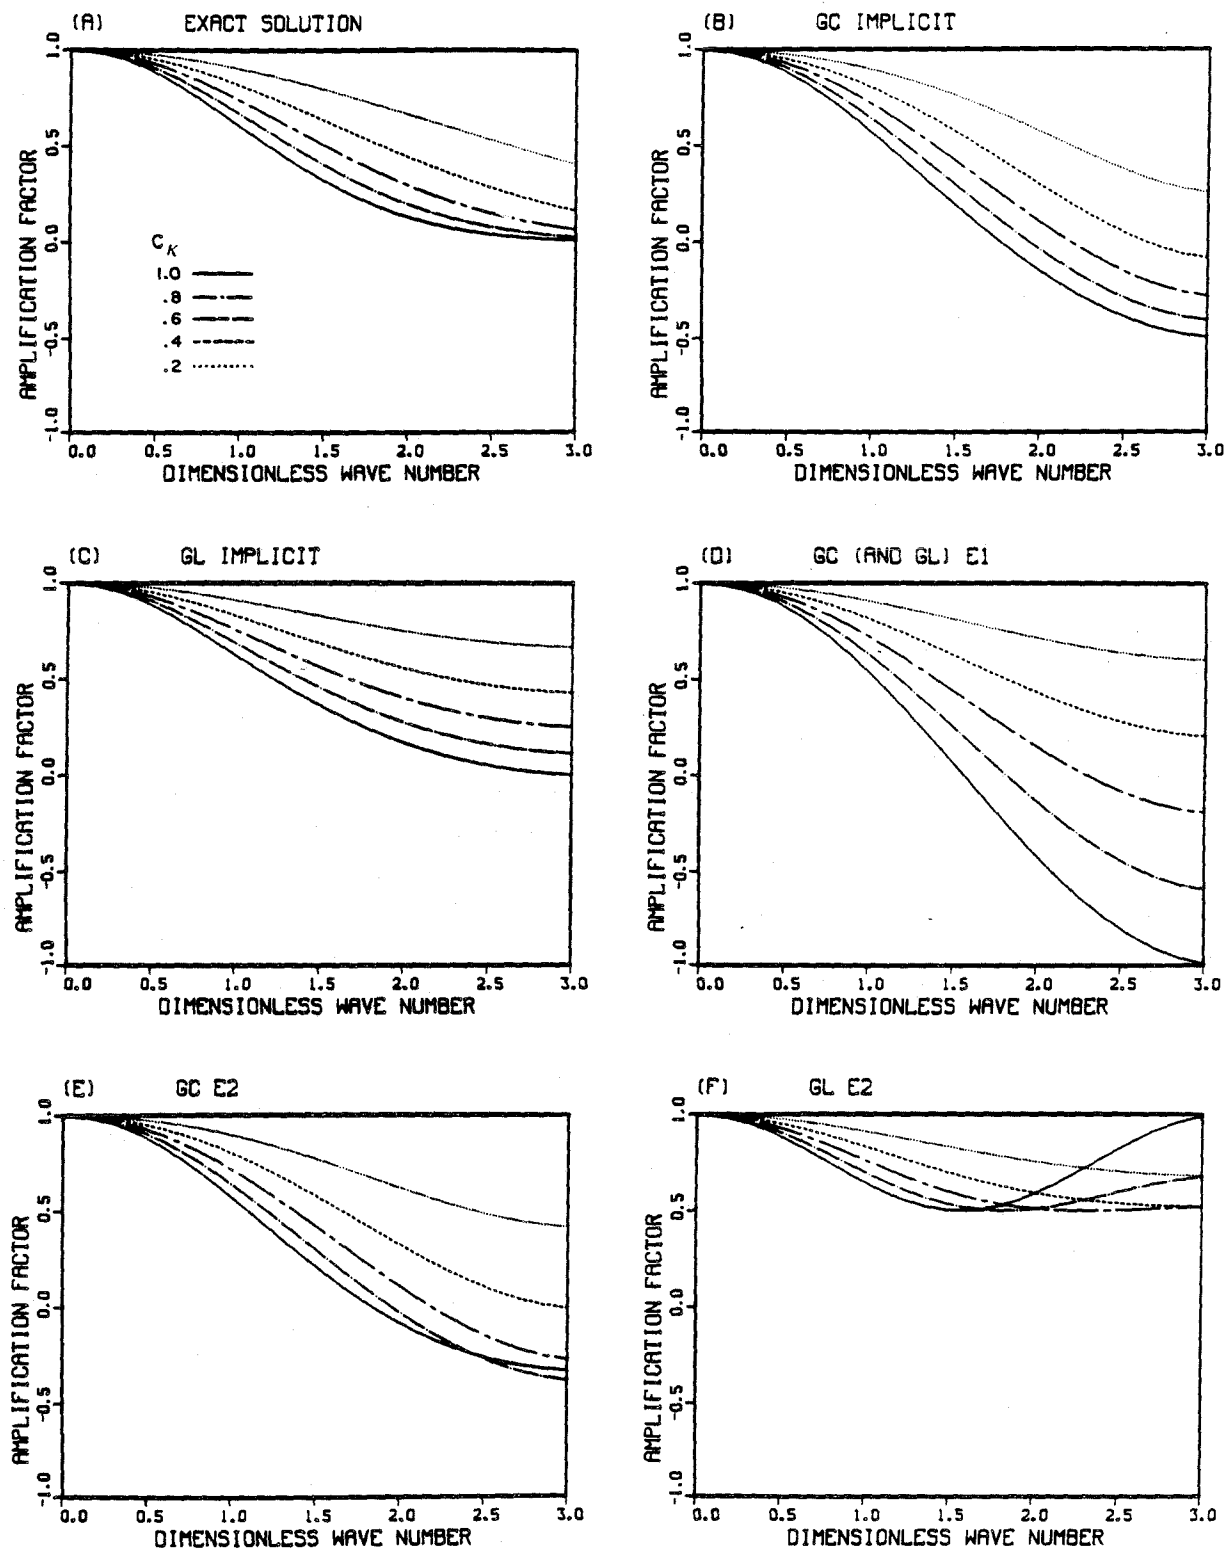 (A) EXACT SOLUTION
1.0
0.5
0.0
-0.5
-1.0
AMPLIFICATION FACTOR
C_K
1.0
.8
.6
.4
.2
0.0 0.5 1.0 1.5 2.0 2.5 3.0
DIMENSIONLESS WAVE NUMBER
(B) GC IMPLICIT
1.0
0.5
0.0
-0.5
-1.0
AMPLIFICATION FACTOR
0.0 0.5 1.0 1.5 2.0 2.5 3.0
DIMENSIONLESS WAVE NUMBER
(C) GL IMPLICIT
1.0
0.5
0.0
-0.5
-1.0
AMPLIFICATION FACTOR
0.0 0.5 1.0 1.5 2.0 2.5 3.0
DIMENSIONLESS WAVE NUMBER
(D) GC (AND GL) E1
1.0
0.5
0.0
-0.5
-1.0
AMPLIFICATION FACTOR
0.0 0.5 1.0 1.5 2.0 2.5 3.0
DIMENSIONLESS WAVE NUMBER
(E) GC E2
1.0
0.5
0.0
-0.5
-1.0
AMPLIFICATION FACTOR
0.0 0.5 1.0 1.5 2.0 2.5 3.0
DIMENSIONLESS WAVE NUMBER
(F) GL E2
1.0
0.5
0.0
-0.5
-1.0
AMPLIFICATION FACTOR
0.0 0.5 1.0 1.5 2.0 2.5 3.0
DIMENSIONLESS WAVE NUMBER